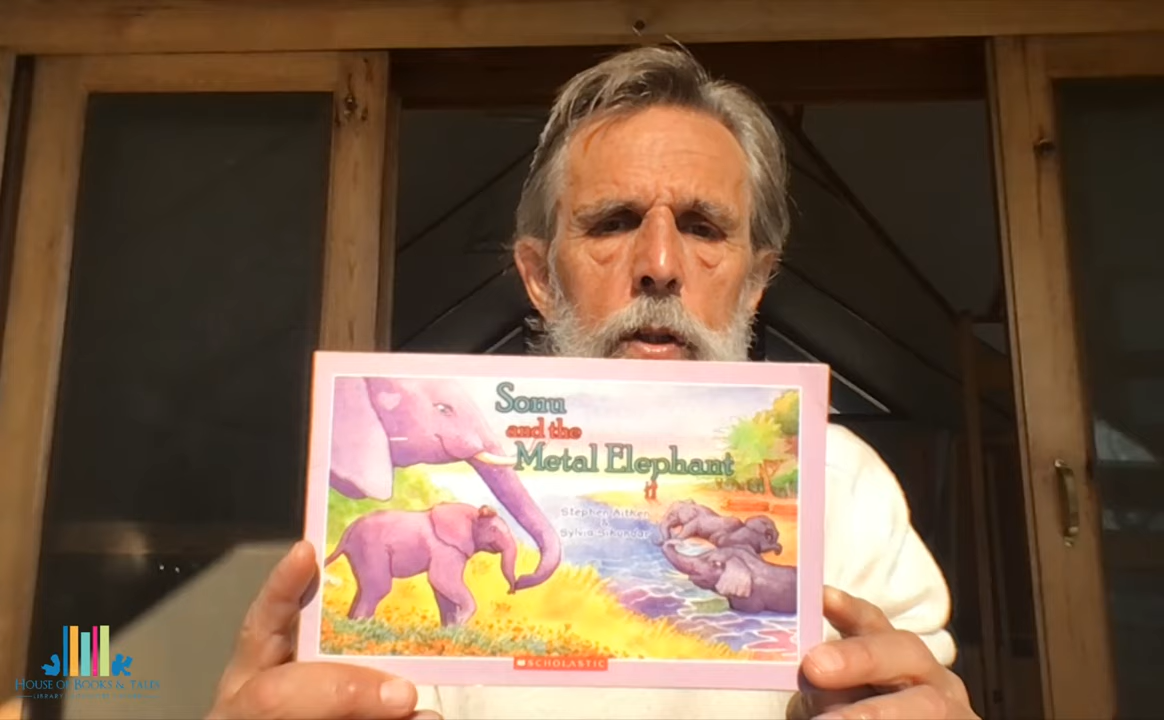 Sonu
and the
Metal Elephant
Stephen Aitken
&
Sylvia Sikundar
SCHOLASTIC
HOUSE OF BOOKS & TALES